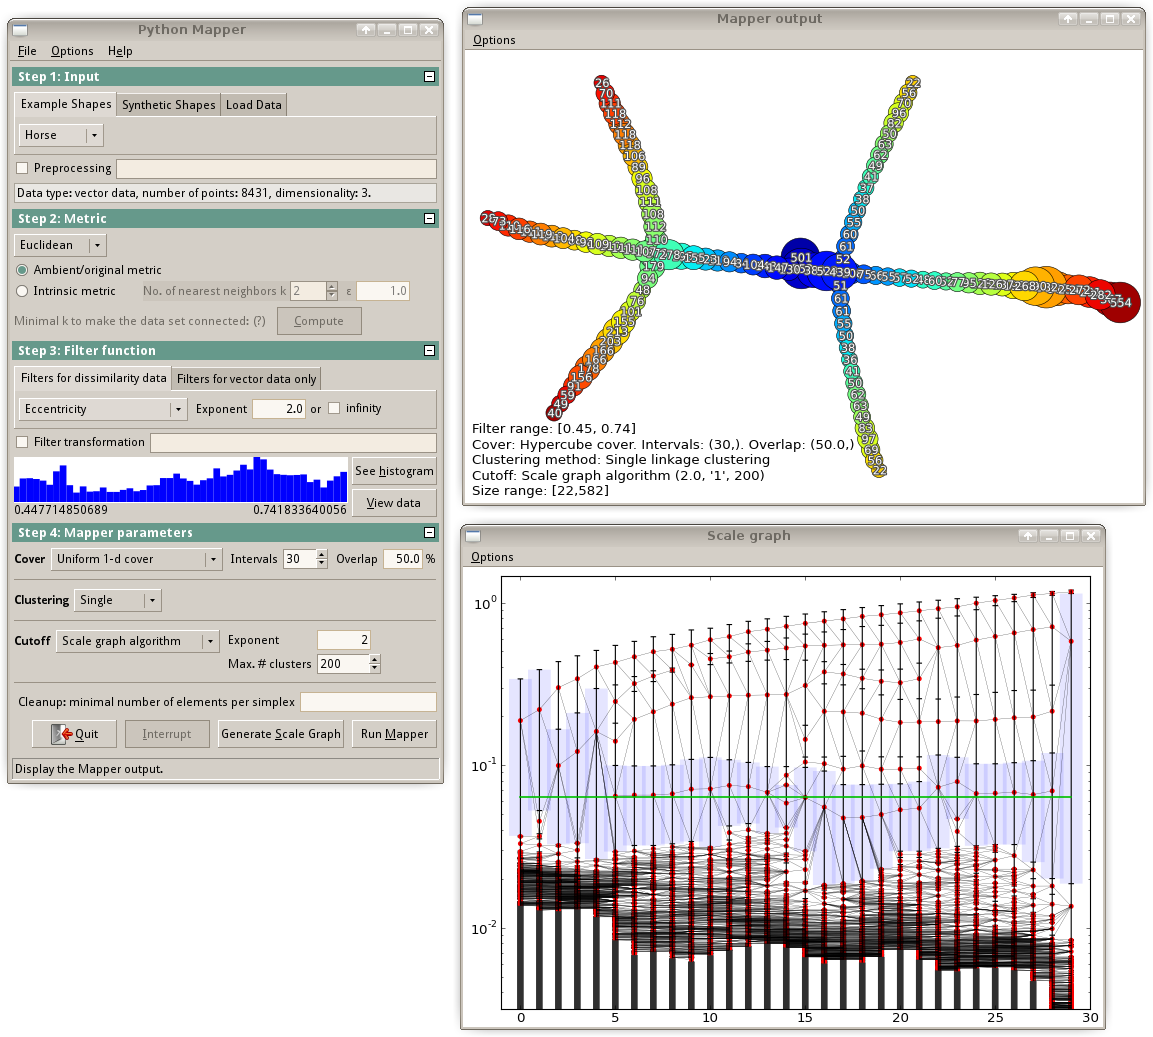 Python Mapper
File Options Help
Step 1: Input
Example Shapes Synthetic Shapes Load Data
Horse
Preprocessing
Data type: vector data, number of points: 8431, dimensionality: 3.
Step 2: Metric
Euclidean
Ambient/original metric
Intrinsic metric No. of nearest neighbors k 2 ε 1.0
Minimal k to make the data set connected: (?) Compute
Step 3: Filter function
Filters for dissimilarity data Filters for vector data only
Eccentricity Exponent 2.0 or infinity
Filter transformation
See histogram
View data
0.447714850689 0.741833640056
Step 4: Mapper parameters
Cover Uniform 1-d cover Intervals 30 Overlap 50.0 %
Clustering Single
Cutoff Scale graph algorithm Exponent 2
Max. # clusters 200
Cleanup: minimal number of elements per simplex
Quit Interrupt Generate Scale Graph Run Mapper
Display the Mapper output.
Mapper output
Options
26
70
111
118
112
118
118
106
89
96
108
111
108
112
110
22
56
70
96
82
50
63
62
49
41
37
38
50
55
60
61
52
501
554
179
94
48
76
101
155
213
203
166
166
178
156
91
59
49
40
51
61
61
55
50
38
36
41
50
62
63
49
83
97
69
56
22
Filter range: [0.45, 0.74]
Cover: Hypercube cover. Intervals: (30,). Overlap: (50.0,)
Clustering method: Single linkage clustering
Cutoff: Scale graph algorithm (2.0, '1', 200)
Size range: [22,582]
Scale graph
Options
10^0
10^-1
10^-2
0 5 10 15 20 25 30